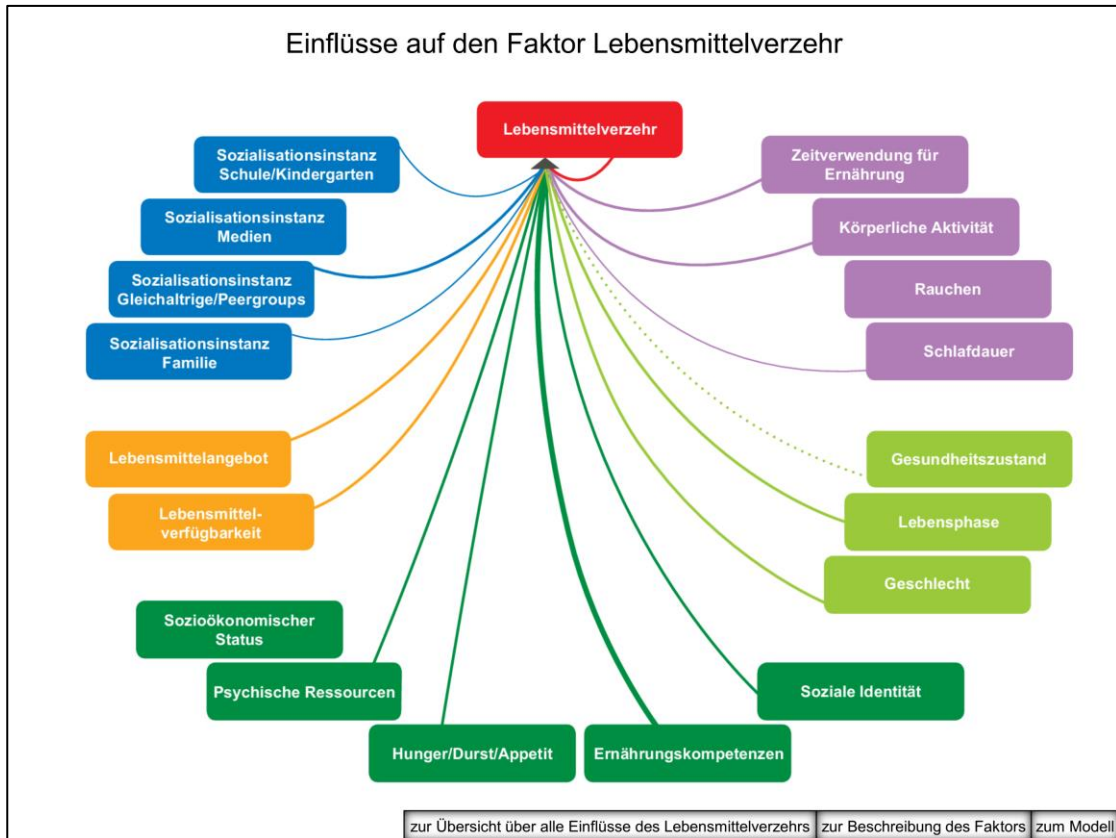 Einflüsse auf den Faktor Lebensmittelverzehr
Lebensmittelverzehr
Sozialisationsinstanz
Schule/Kindergarten
Sozialisationsinstanz
Medien
Sozialisationsinstanz
Gleichaltrige/Peergroups
Sozialisationsinstanz
Familie
Lebensmittelangebot
Lebensmittel-
verfügbarkeit
Sozioökonomischer
Status
Psychische Ressourcen
Hunger/Durst/Appetit
Ernährungskompetenzen
Soziale Identität
Zeitverwendung für
Ernährung
Körperliche Aktivität
Rauchen
Schlafdauer
Gesundheitszustand
Lebensphase
Geschlecht
zur Übersicht über alle Einflüsse des Lebensmittelverzehrs
zur Beschreibung des Faktors
zum Modell